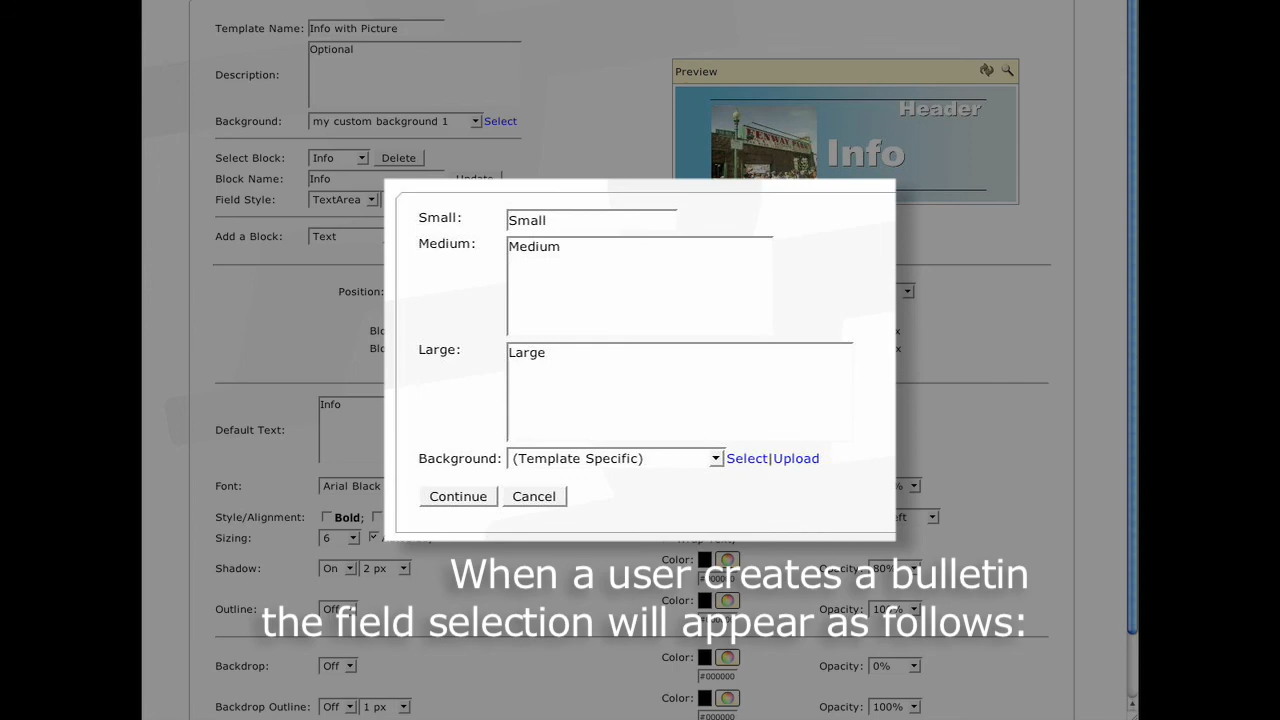 Template Name: Info with Picture
Optional
Description:
Background: my custom background 1 Select
Select Block: Info Delete
Block Name: Info Update
Field Style: TextArea
Add a Block: Text
Preview
Header
Info
Position:
Small: Small
Medium: Medium
Large: Large
Background: (Template Specific) Select|Upload
Continue Cancel
Info
Default Text:
Font: Arial Black
Style/Alignment: Bold;
Sizing: 6
Shadow: On 2 px Color: #000000 Opacity: 80%
Outline: Off Color: Opacity: 100%
When a user creates a bulletin
the field selection will appear as follows:
Backdrop: Off Color: #000000 Opacity: 0%
Backdrop Outline: Off 1 px Color: #000000 Opacity: 100%